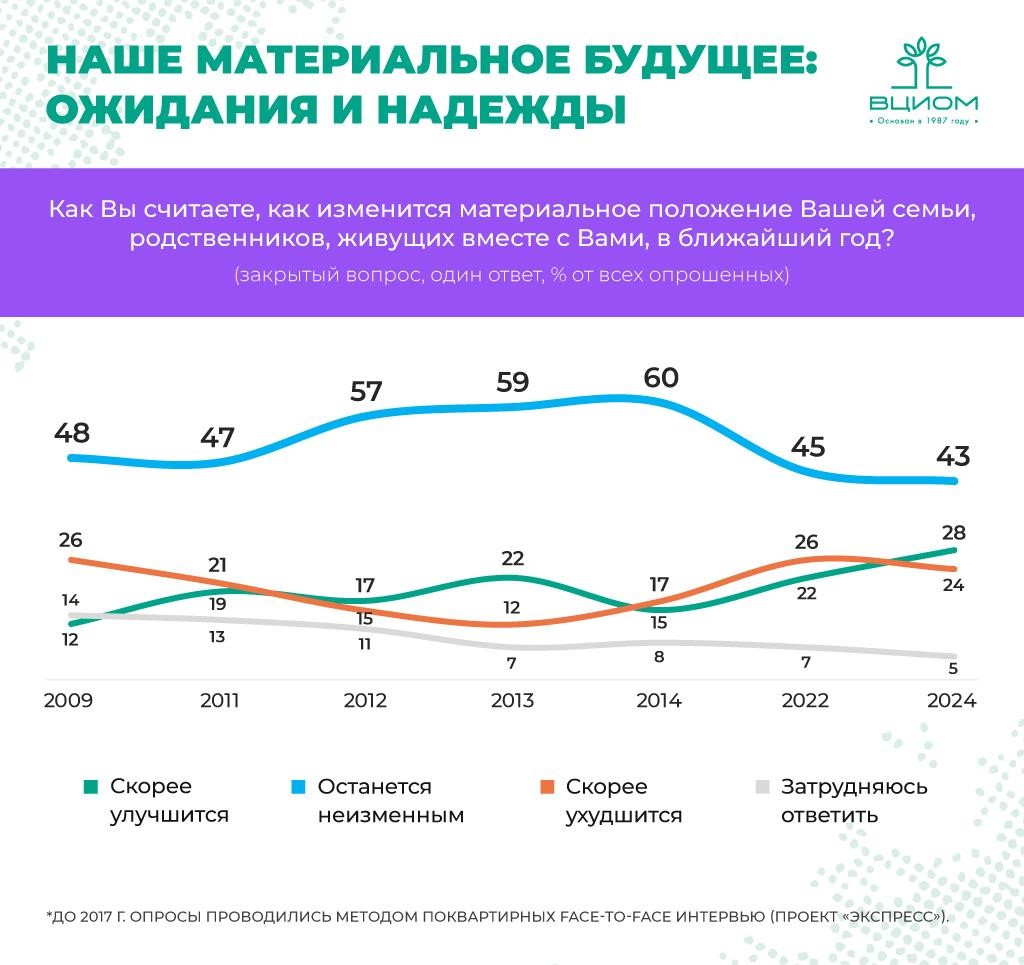 НАШЕ МАТЕРИАЛЬНОЕ БУДУЩЕЕ:
ОЖИДАНИЯ И НАДЕЖДЫ
ВЦИОМ
• Основан в 1987 году •
Как Вы считаете, как изменится материальное положение Вашей семьи,
родственников, живущих вместе с Вами, в ближайший год?
(закрытый вопрос, один ответ, % от всех опрошенных)
48 47 57 59 60 45 43
26 21 17 22 17 26 28
14 19 15 12 15 22 24
12 13 11 7 8 7 5
2009 2011 2012 2013 2014 2022 2024
Скорее
улучшится
Останется
неизменным
Скорее
ухудшится
Затрудняюсь
ответить
*ДО 2017 Г. ОПРОСЫ ПРОВОДИЛИСЬ МЕТОДОМ ПОКВАРТИРНЫХ FACE-TO-FACE ИНТЕРВЬЮ (ПРОЕКТ «ЭКСПРЕСС»).